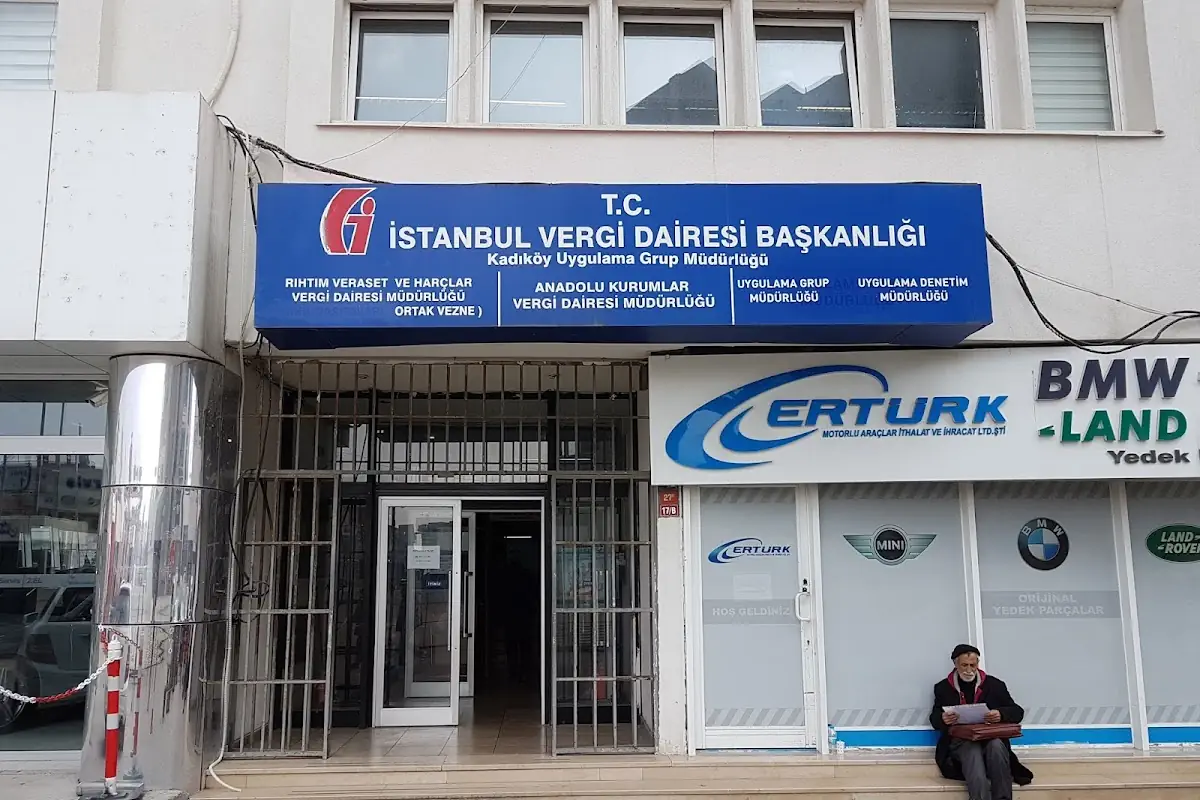 T.C.
İSTANBUL VERGİ DAİRESİ BAŞKANLIĞI
Kadıköy Uygulama Grup Müdürlüğü
RIHTIM VERASET VE HARÇLAR
VERGİ DAİRESİ MÜDÜRLÜĞÜ
ORTAK VEZNE )
ANADOLU KURUMLAR
VERGİ DAİRESİ MÜDÜRLÜĞÜ
UYGULAMA GRUP
MÜDÜRLÜĞÜ
UYGULAMA DENETİM
MÜDÜRLÜĞÜ
ERTURK
MOTORLU ARAÇLAR İTHALAT VE İHRACAT LTD.ŞTİ
BMW
LAND
Yedek
27
17/B
ERTURK
HOŞ GELDİNİZ
MINI
BMW
ORİJİNAL
YEDEK PARÇALAR
LAND
ROVER